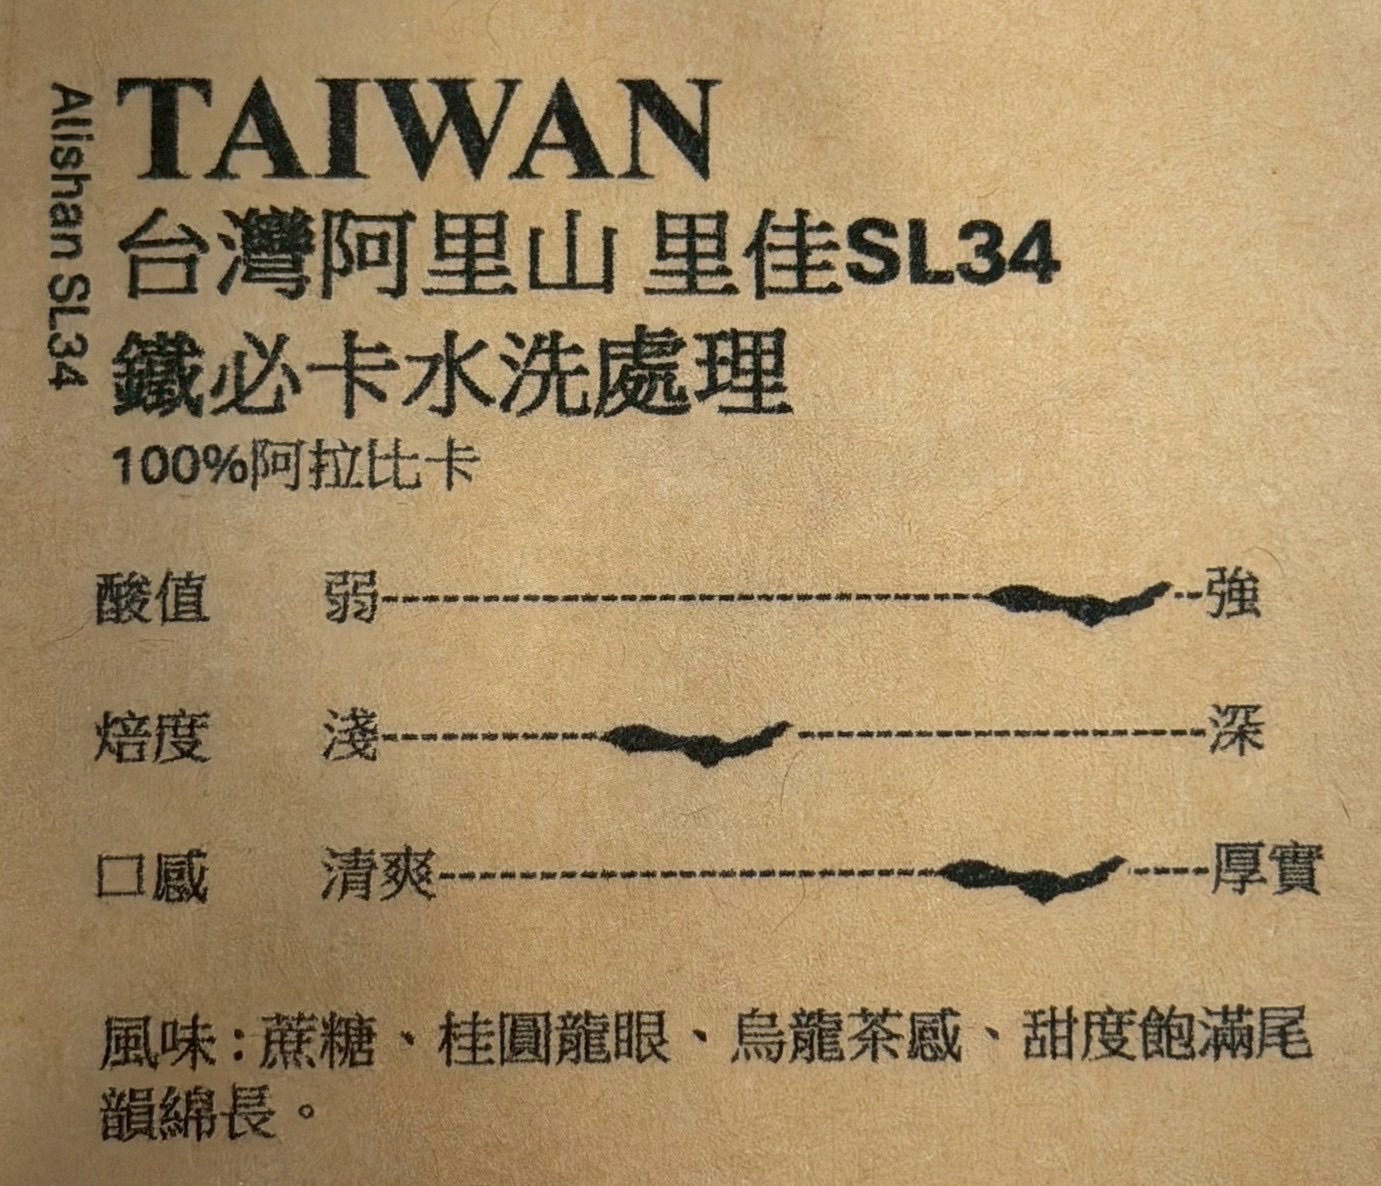 Alishan SL34
TAIWAN
台灣阿里山 里佳SL34
鐵必卡水洗處理
100%阿拉比卡
酸值 弱 強
焙度 淺 深
口感 清爽 厚實
風味:蔗糖、桂圓龍眼、烏龍茶感、甜度飽滿尾
韻綿長。